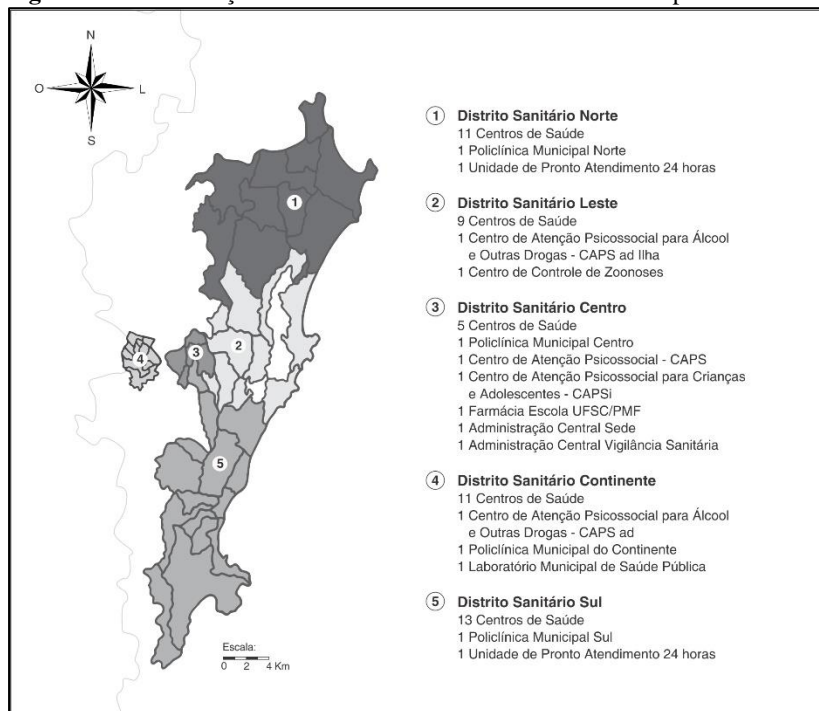 N
O
L
S
1
2
3
4
5
Escala:
0 2 4 Km
1 Distrito Sanitário Norte
11 Centros de Saúde
1 Policlínica Municipal Norte
1 Unidade de Pronto Atendimento 24 horas
2 Distrito Sanitário Leste
9 Centros de Saúde
1 Centro de Atenção Psicossocial para Álcool
e Outras Drogas - CAPS ad Ilha
1 Centro de Controle de Zoonoses
3 Distrito Sanitário Centro
5 Centros de Saúde
1 Policlínica Municipal Centro
1 Centro de Atenção Psicossocial - CAPS
1 Centro de Atenção Psicossocial para Crianças
e Adolescentes - CAPSi
1 Farmácia Escola UFSC/PMF
1 Administração Central Sede
1 Administração Central Vigilância Sanitária
4 Distrito Sanitário Continente
11 Centros de Saúde
1 Centro de Atenção Psicossocial para Álcool
e Outras Drogas - CAPS ad
1 Policlínica Municipal do Continente
1 Laboratório Municipal de Saúde Pública
5 Distrito Sanitário Sul
13 Centros de Saúde
1 Policlínica Municipal Sul
1 Unidade de Pronto Atendimento 24 horas